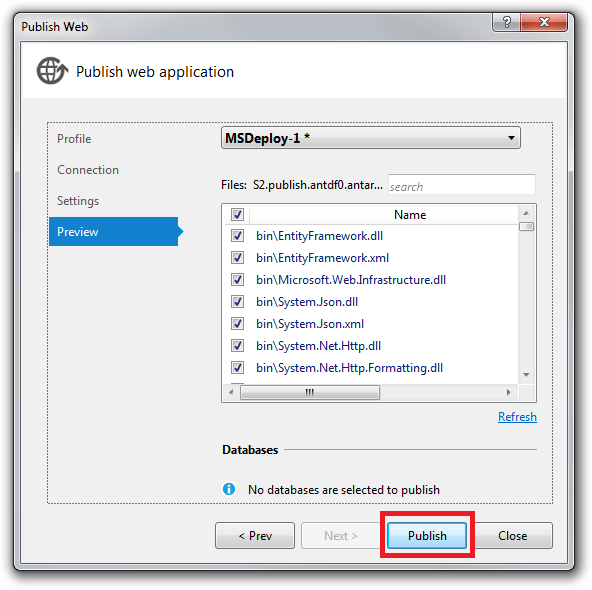 Publish Web
?
Publish web application
Profile
Connection
Settings
Preview
MSDeploy-1 *
Files: S2.publish.antdf0.antar... search
Name
bin\EntityFramework.dll
bin\EntityFramework.xml
bin\Microsoft.Web.Infrastructure.dll
bin\System.Json.dll
bin\System.Json.xml
bin\System.Net.Http.dll
bin\System.Net.Http.Formatting.dll
Refresh
Databases
No databases are selected to publish
< Prev Next > Publish Close